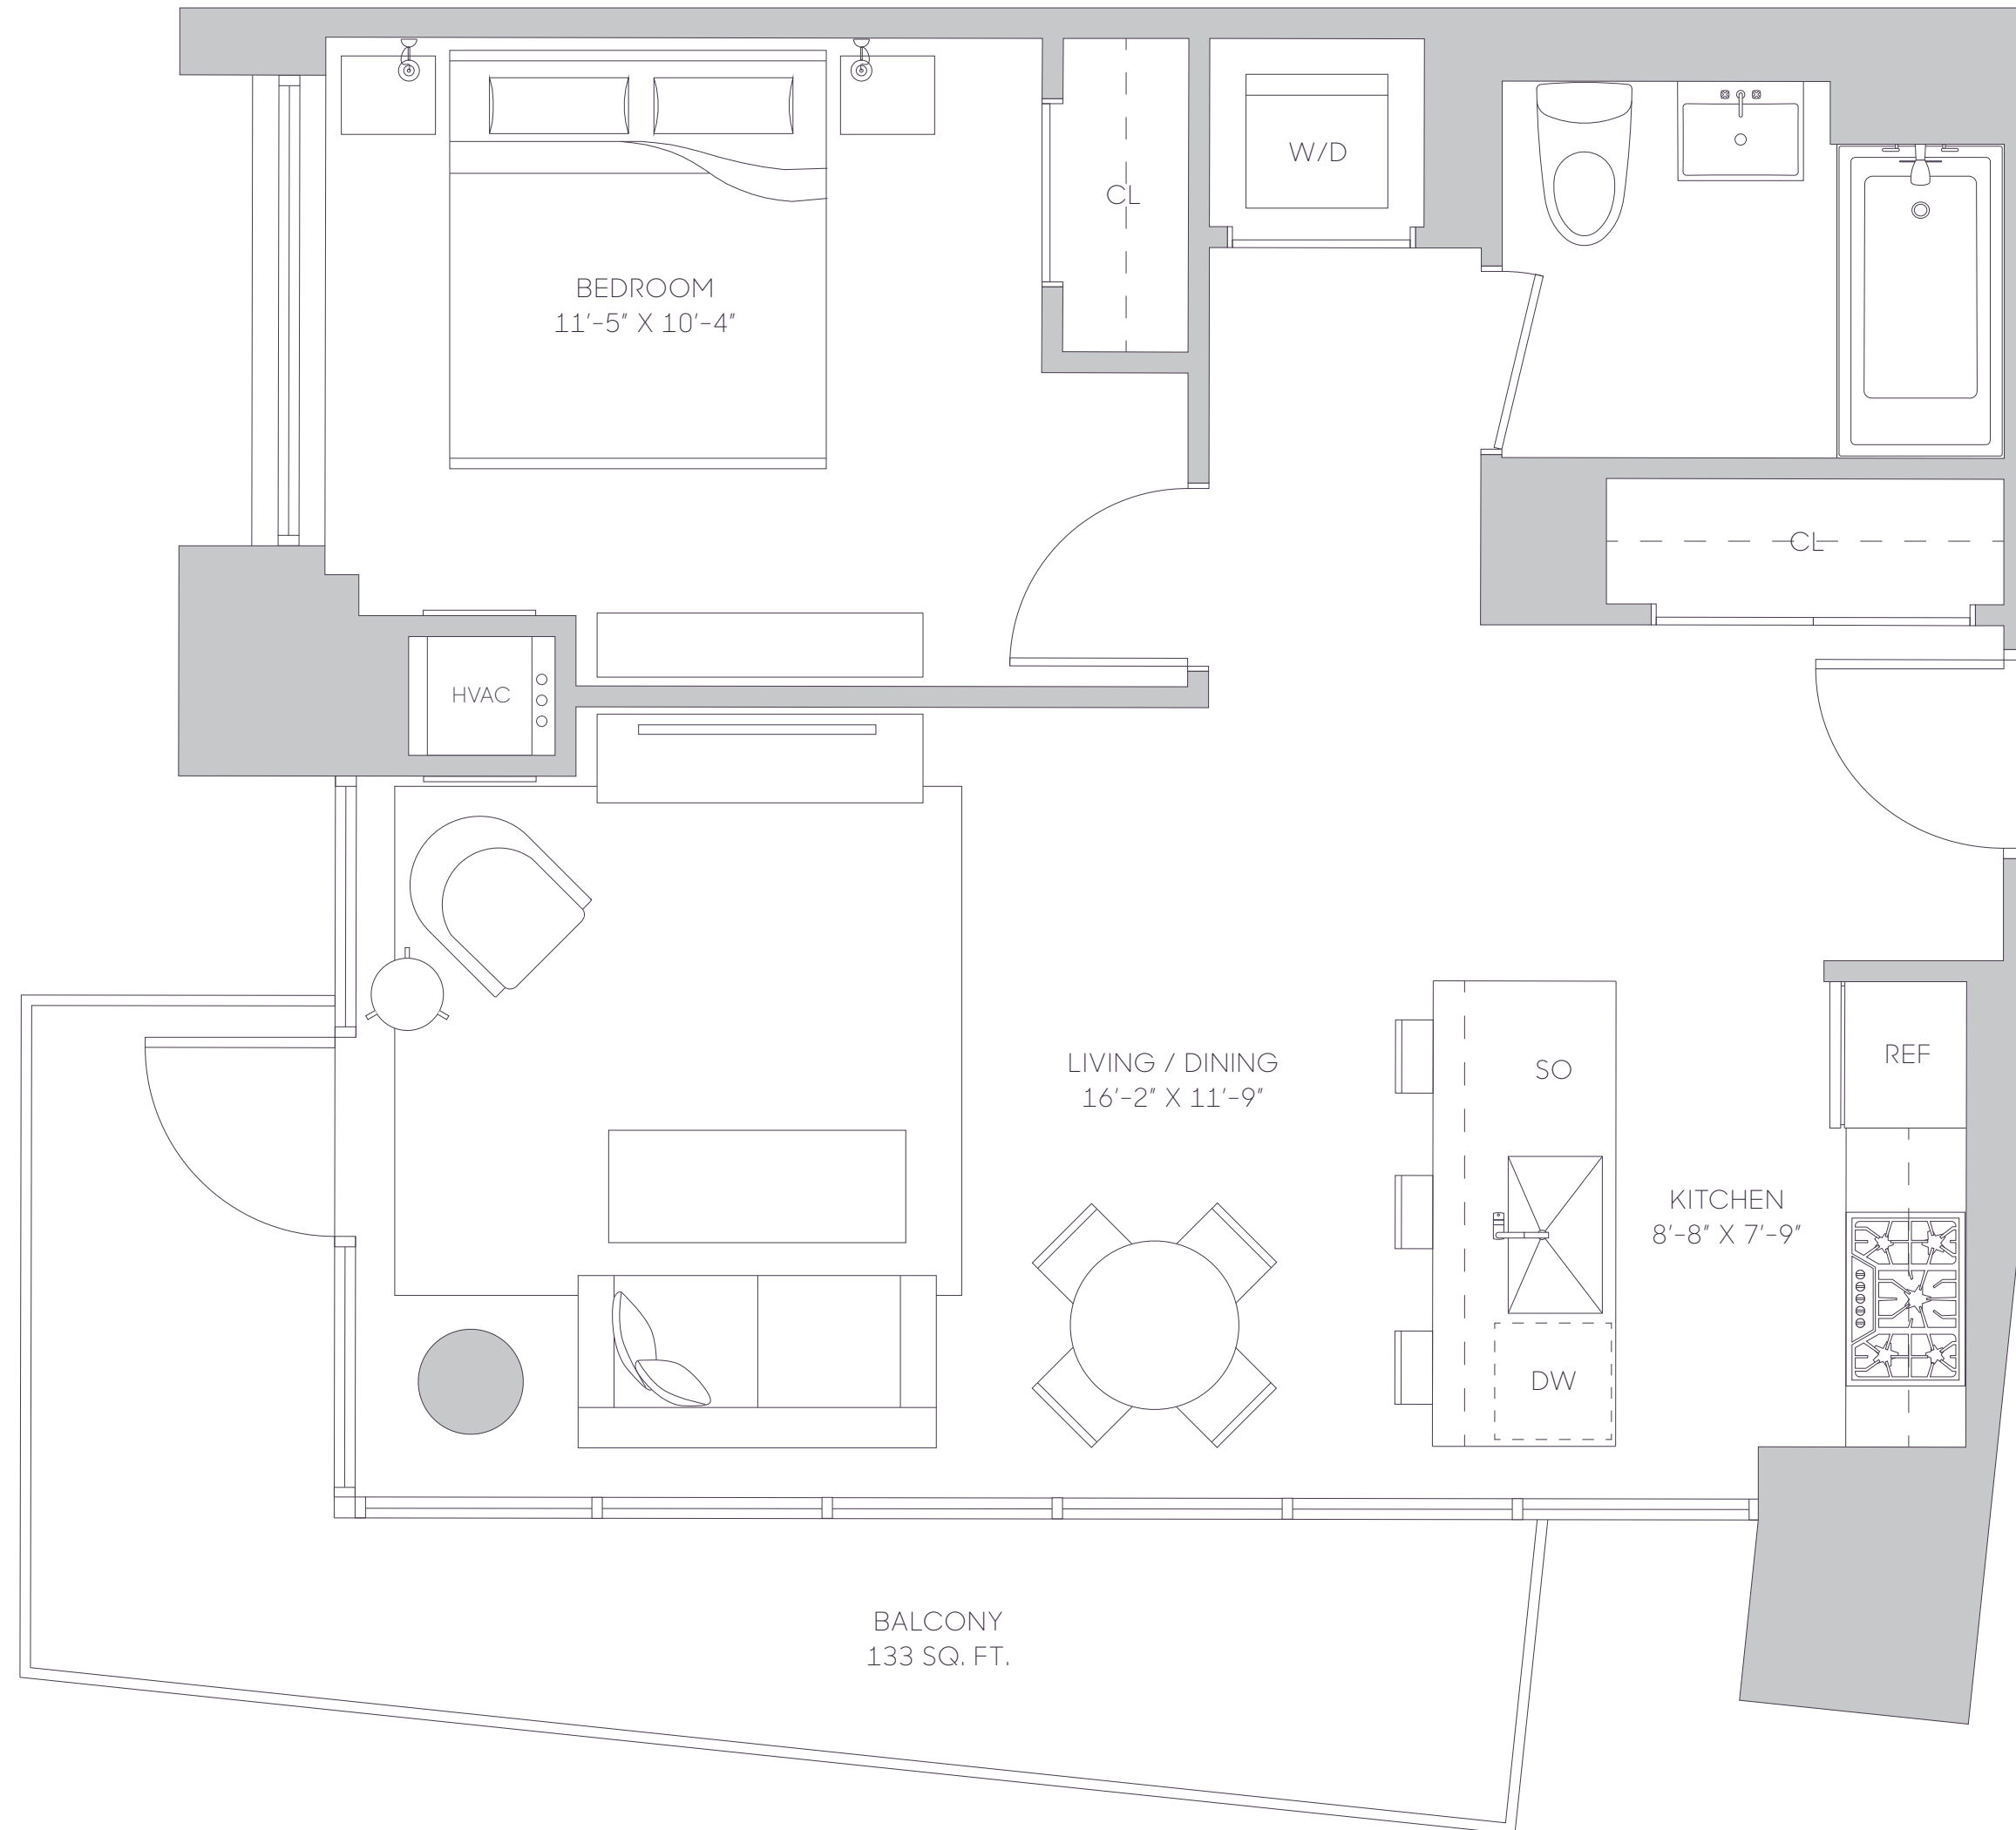 W/D
CL
BEDROOM
11'-5" X 10'-4"
CL
HVAC
REF
LIVING / DINING
16'-2" X 11'-9"
SO
KITCHEN
8'-8" X 7'-9"
DW
BALCONY
133 SQ. FT.